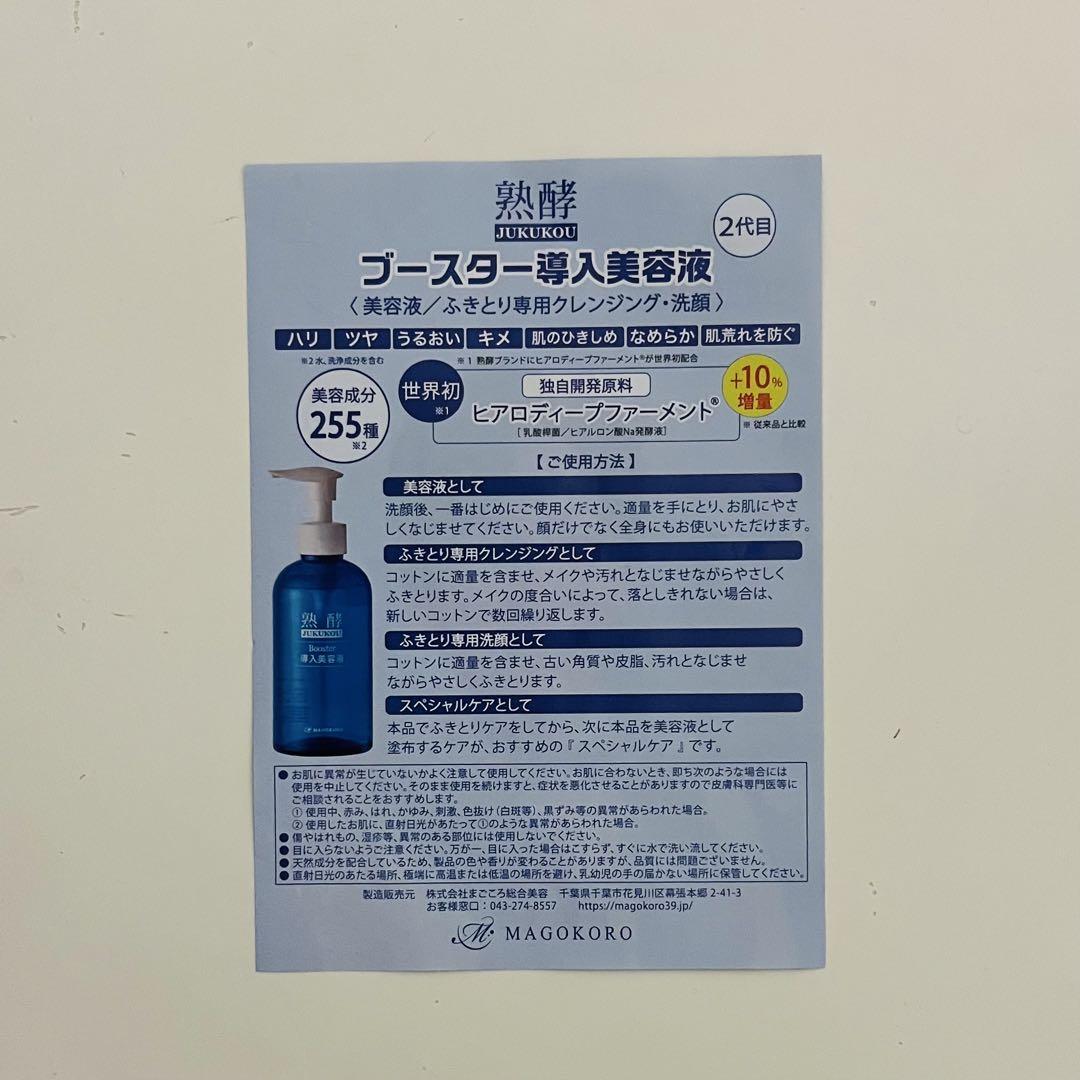 熟酵
JUKUKOU
2代目
ブースター導入美容液
〈 美容液／ふきとり専用クレンジング・洗顔 〉
ハリ ツヤ うるおい キメ 肌のひきしめ なめらか 肌荒れを防ぐ
※2 水、洗浄成分を含む
※1 熟酵ブランドにヒアロディープファーメント®が世界初配合
美容成分
255種
※2
世界初
※1
独自開発原料
ヒアロディープファーメント®
［乳酸桿菌／ヒアルロン酸Na発酵液］
+10%
増量
※ 従来品と比較
【ご使用方法】
美容液として
洗顔後、一番はじめにご使用ください。適量を手にとり、お肌にやさ
しくなじませてください。顔だけでなく全身にもお使いいただけます。
ふきとり専用クレンジングとして
コットンに適量を含ませ、メイクや汚れとなじませながらやさしく
ふきとります。メイクの度合いによって、落としきれない場合は、
新しいコットンで数回繰り返します。
ふきとり専用洗顔として
コットンに適量を含ませ、古い角質や皮脂、汚れとなじませ
ながらやさしくふきとります。
スペシャルケアとして
本品でふきとりケアをしてから、次に本品を美容液として
塗布するケアが、おすすめの『 スペシャルケア 』です。
熟酵
JUKUKOU
Booster
導入美容液
MAGOKORO
● お肌に異常が生じていないかよく注意して使用してください。お肌に合わないとき、即ち次のような場合には
使用を中止してください。そのまま使用を続けますと、症状を悪化させることがありますので皮膚科専門医等に
ご相談されることをおすすめします。
① 使用中、赤み、はれ、かゆみ、刺激、色抜け（白斑等）、黒ずみ等の異常があらわれた場合。
② 使用したお肌に、直射日光があたって①のような異常があらわれた場合。
● 傷やはれもの、湿疹等、異常のある部位には使用しないでください。
● 目に入らないようご注意ください。万が一、目に入った場合はこすらず、すぐに水で洗い流してください。
● 天然成分を配合しているため、製品の色や香りが変わることがありますが、品質には問題ございません。
● 直射日光のあたる場所、極端に高温または低温の場所を避け、乳幼児の手の届かない場所に保管してください。
製造販売元 株式会社まごころ総合美容 千葉県千葉市花見川区幕張本郷 2-41-3
お客様窓口：043-274-8557 https://magokoro39.jp/
M MAGOKORO